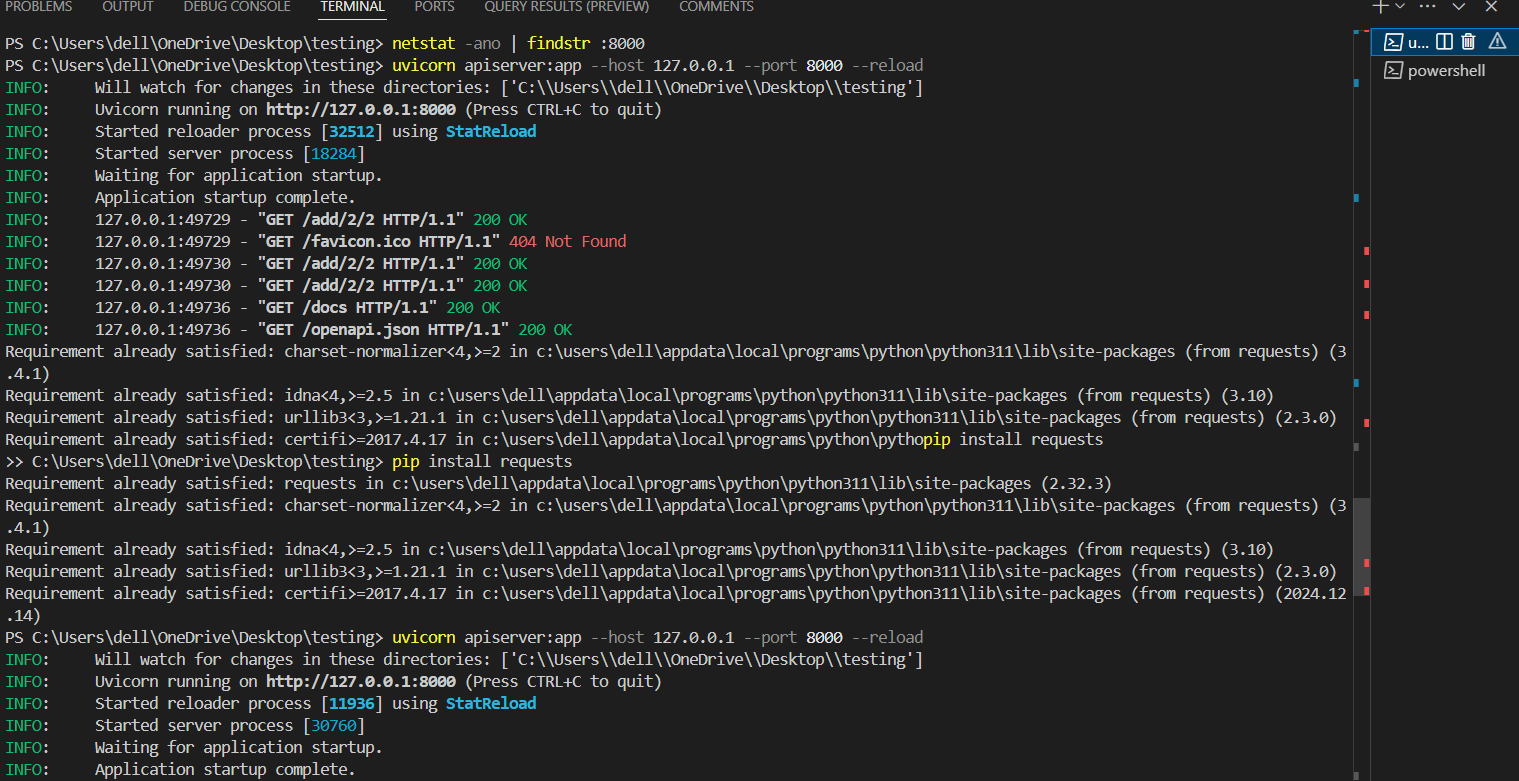 PROBLEMS OUTPUT DEBUG CONSOLE TERMINAL PORTS QUERY RESULTS (PREVIEW) COMMENTS
PS C:\Users\dell\OneDrive\Desktop\testing> netstat -ano | findstr :8000
PS C:\Users\dell\OneDrive\Desktop\testing> uvicorn apiserver:app --host 127.0.0.1 --port 8000 --reload
INFO:     Will watch for changes in these directories: ['C:\\Users\\dell\\OneDrive\\Desktop\\testing']
INFO:     Uvicorn running on http://127.0.0.1:8000 (Press CTRL+C to quit)
INFO:     Started reloader process [32512] using StatReload
INFO:     Started server process [18284]
INFO:     Waiting for application startup.
INFO:     Application startup complete.
INFO:     127.0.0.1:49729 - "GET /add/2/2 HTTP/1.1" 200 OK
INFO:     127.0.0.1:49729 - "GET /favicon.ico HTTP/1.1" 404 Not Found
INFO:     127.0.0.1:49730 - "GET /add/2/2 HTTP/1.1" 200 OK
INFO:     127.0.0.1:49730 - "GET /add/2/2 HTTP/1.1" 200 OK
INFO:     127.0.0.1:49736 - "GET /docs HTTP/1.1" 200 OK
INFO:     127.0.0.1:49736 - "GET /openapi.json HTTP/1.1" 200 OK
Requirement already satisfied: charset-normalizer<4,>=2 in c:\users\dell\appdata\local\programs\python\python311\lib\site-packages (from requests) (3
.4.1)
Requirement already satisfied: idna<4,>=2.5 in c:\users\dell\appdata\local\programs\python\python311\lib\site-packages (from requests) (3.10)
Requirement already satisfied: urllib3<3,>=1.21.1 in c:\users\dell\appdata\local\programs\python\python311\lib\site-packages (from requests) (2.3.0)
Requirement already satisfied: certifi>=2017.4.17 in c:\users\dell\appdata\local\programs\python\pythopip install requests
>> C:\Users\dell\OneDrive\Desktop\testing> pip install requests
Requirement already satisfied: requests in c:\users\dell\appdata\local\programs\python\python311\lib\site-packages (2.32.3)
Requirement already satisfied: charset-normalizer<4,>=2 in c:\users\dell\appdata\local\programs\python\python311\lib\site-packages (from requests) (3
.4.1)
Requirement already satisfied: idna<4,>=2.5 in c:\users\dell\appdata\local\programs\python\python311\lib\site-packages (from requests) (3.10)
Requirement already satisfied: urllib3<3,>=1.21.1 in c:\users\dell\appdata\local\programs\python\python311\lib\site-packages (from requests) (2.3.0)
Requirement already satisfied: certifi>=2017.4.17 in c:\users\dell\appdata\local\programs\python\python311\lib\site-packages (from requests) (2024.12
.14)
PS C:\Users\dell\OneDrive\Desktop\testing> uvicorn apiserver:app --host 127.0.0.1 --port 8000 --reload
INFO:     Will watch for changes in these directories: ['C:\\Users\\dell\\OneDrive\\Desktop\\testing']
INFO:     Uvicorn running on http://127.0.0.1:8000 (Press CTRL+C to quit)
INFO:     Started reloader process [11936] using StatReload
INFO:     Started server process [30760]
INFO:     Waiting for application startup.
INFO:     Application startup complete.
u...
powershell